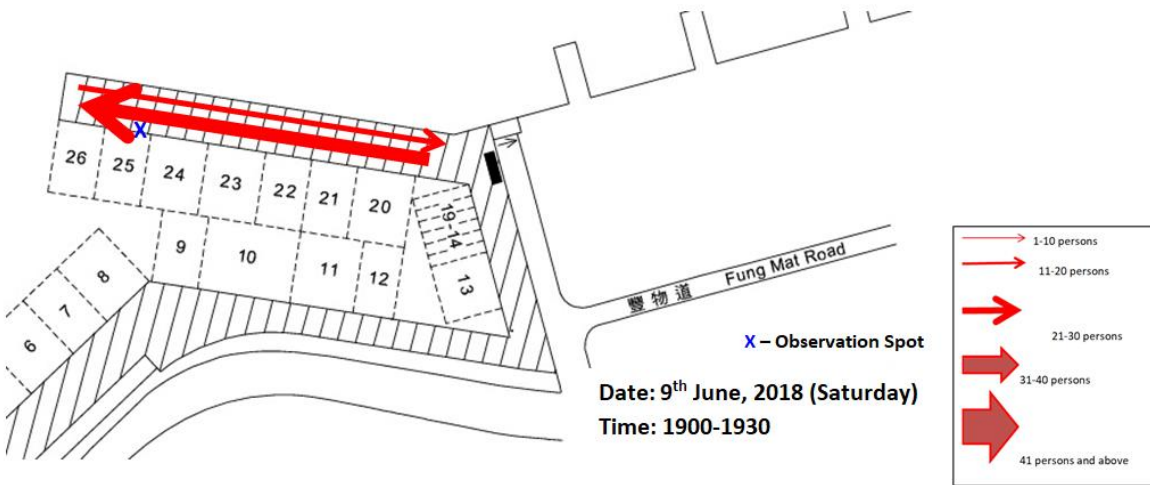 26
25
24
23
22
21
20
19-14
13
9
10
11
12
8
7
6
豐物道 Fung Mat Road
X
X – Observation Spot
Date: 9th June, 2018 (Saturday)
Time: 1900-1930
1-10 persons
11-20 persons
21-30 persons
31-40 persons
41 persons and above